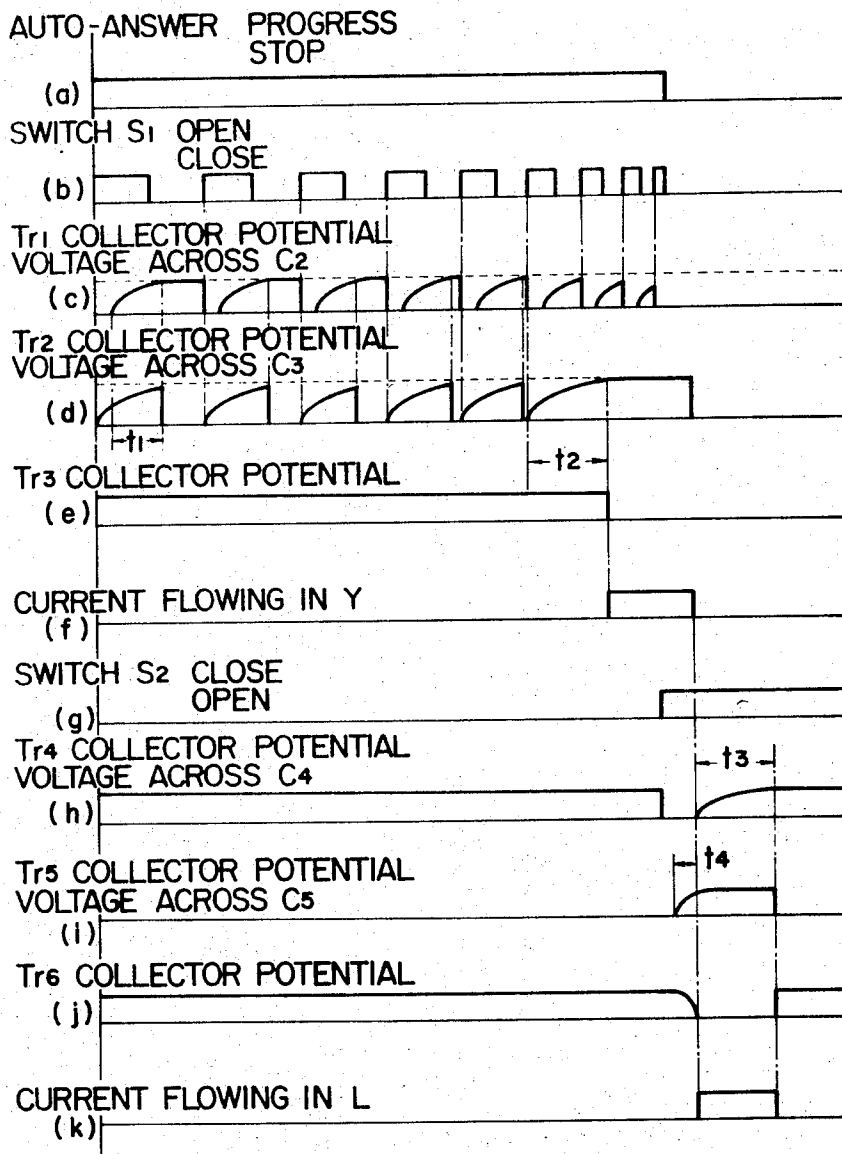 AUTO-ANSWER PROGRESS
STOP
(a)
SWITCH S1 OPEN
CLOSE
(b)
Tr1 COLLECTOR POTENTIAL
VOLTAGE ACROSS C2
(c)
Tr2 COLLECTOR POTENTIAL
VOLTAGE ACROSS C3
(d)
t1
t2
Tr3 COLLECTOR POTENTIAL
(e)
CURRENT FLOWING IN Y
(f)
SWITCH S2 CLOSE
OPEN
(g)
Tr4 COLLECTOR POTENTIAL
VOLTAGE ACROSS C4
t3
(h)
Tr5 COLLECTOR POTENTIAL
t4
VOLTAGE ACROSS C5
(i)
Tr6 COLLECTOR POTENTIAL
(j)
CURRENT FLOWING IN L
(k)